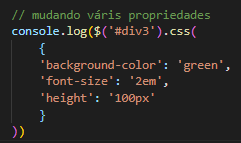 // mudando váris propriedades
console.log($('#div3').css(
{
'background-color': 'green',
'font-size': '2em',
'height': '100px'
}
))